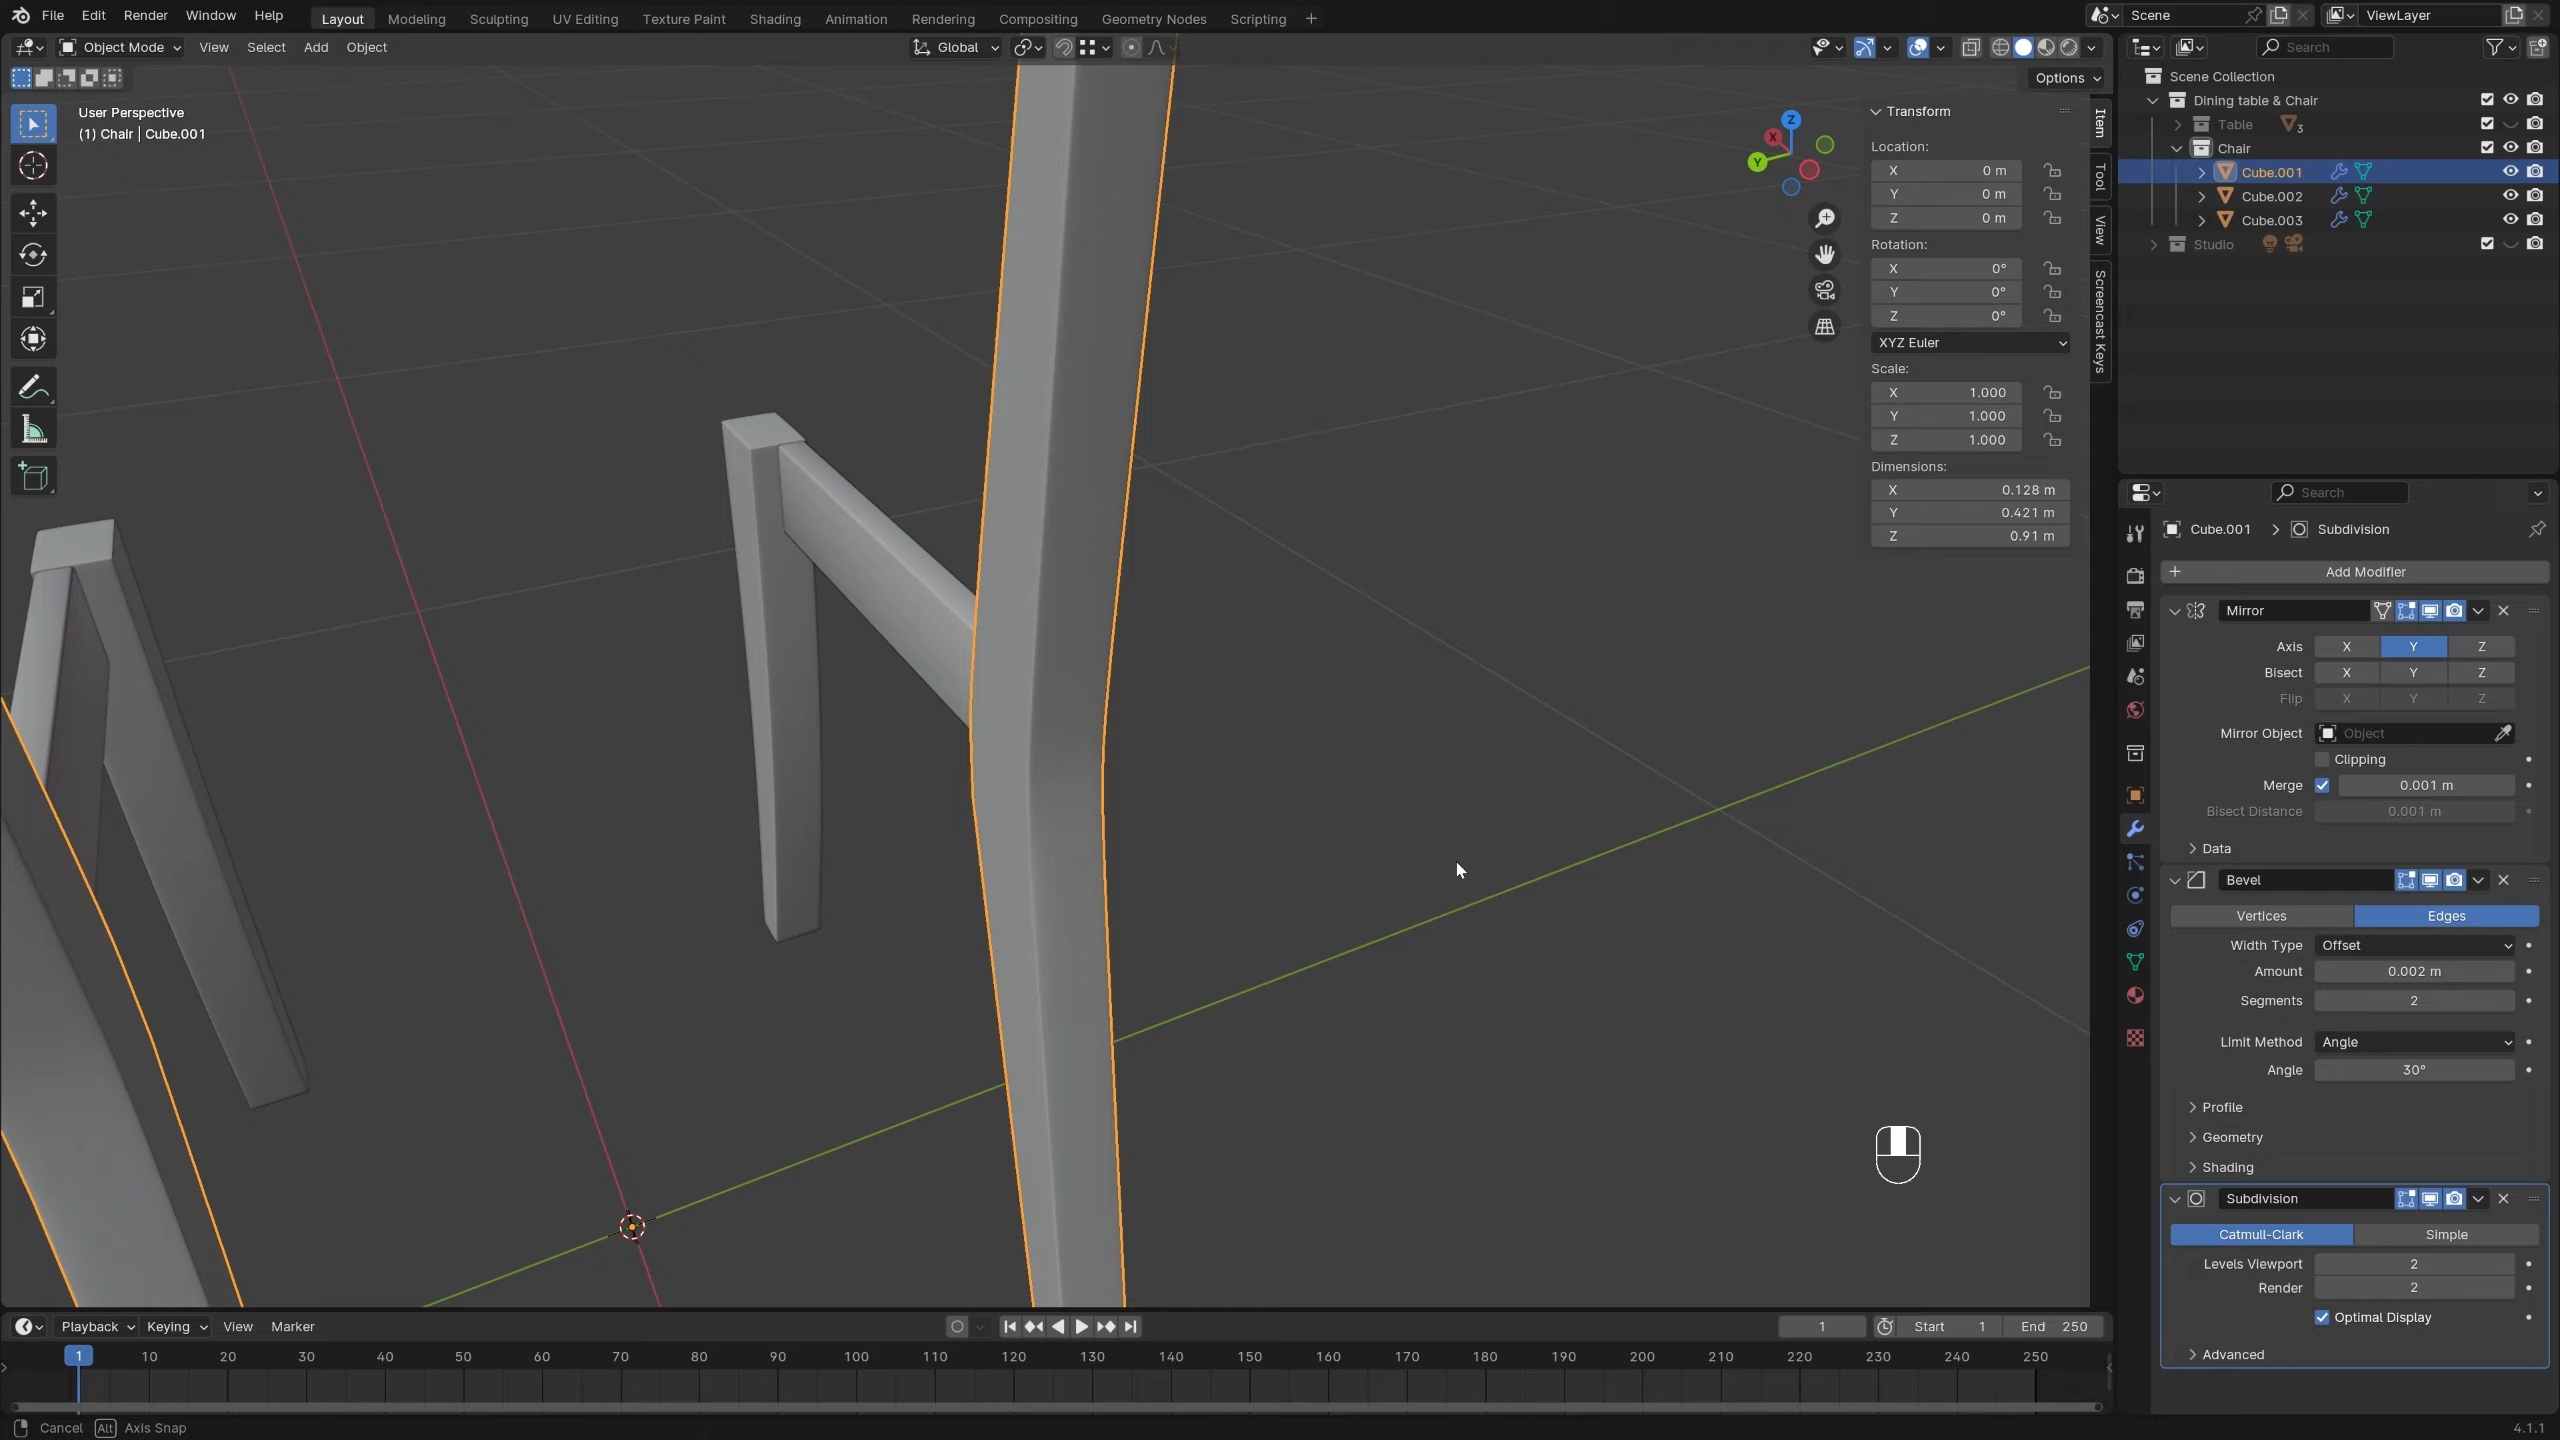 File Edit Render Window Help
Layout Modeling Sculpting UV Editing Texture Paint Shading Animation Rendering Compositing Geometry Nodes Scripting +
Scene
ViewLayer
Object Mode View Select Add Object
Global
Search
Options
User Perspective
(1) Chair | Cube.001
Z
X
Y
Item
Tool
View
Screencast Keys
Transform
Location:
X 0 m
Y 0 m
Z 0 m
Rotation:
X 0°
Y 0°
Z 0°
XYZ Euler
Scale:
X 1.000
Y 1.000
Z 1.000
Dimensions:
X 0.128 m
Y 0.421 m
Z 0.91 m
Scene Collection
Dining table & Chair
Table 3
Chair
Cube.001
Cube.002
Cube.003
Studio
Search
Cube.001 > Subdivision
+ Add Modifier
Mirror
Axis X Y Z
Bisect X Y Z
Flip X Y Z
Mirror Object Object
Clipping
Merge 0.001 m
Bisect Distance 0.001 m
Data
Bevel
Vertices Edges
Width Type Offset
Amount 0.002 m
Segments 2
Limit Method Angle
Angle 30°
Profile
Geometry
Shading
Subdivision
Catmull-Clark Simple
Levels Viewport 2
Render 2
Optimal Display
Advanced
Playback Keying View Marker
1 Start 1 End 250
1 10 20 30 40 50 60 70 80 90 100 110 120 130 140 150 160 170 180 190 200 210 220 230 240 250
Cancel Alt Axis Snap
4.1.1